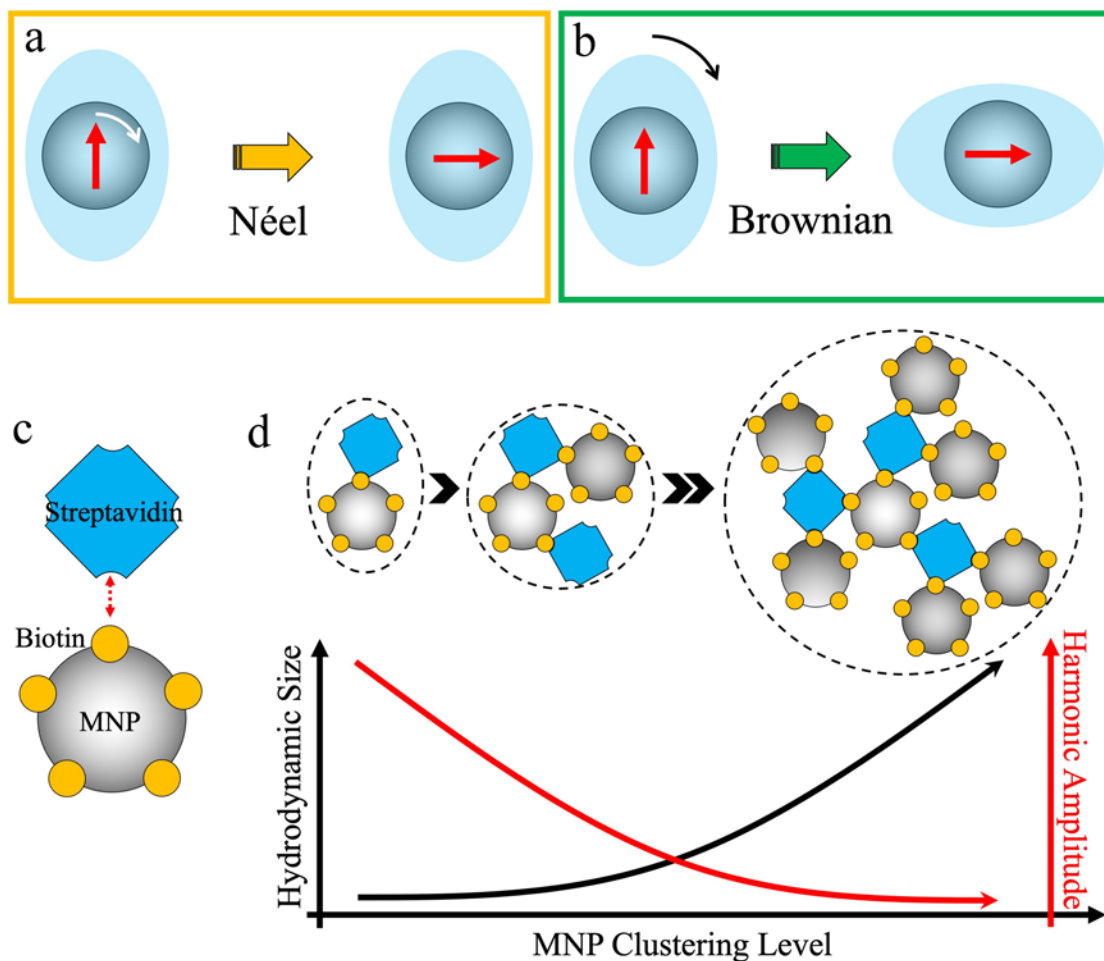 a
Néel
b
Brownian
c
Streptavidin
Biotin
MNP
d
Hydrodynamic Size
Harmonic Amplitude
MNP Clustering Level